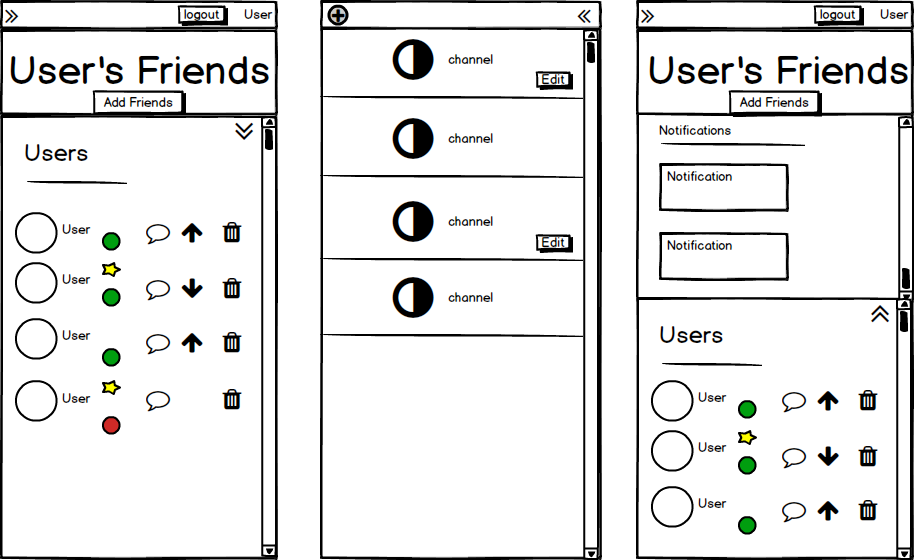 logout User
User's Friends
Add Friends
Users
User
User
User
User
channel
Edit
channel
channel
Edit
channel
logout User
User's Friends
Add Friends
Notifications
Notification
Notification
Users
User
User
User